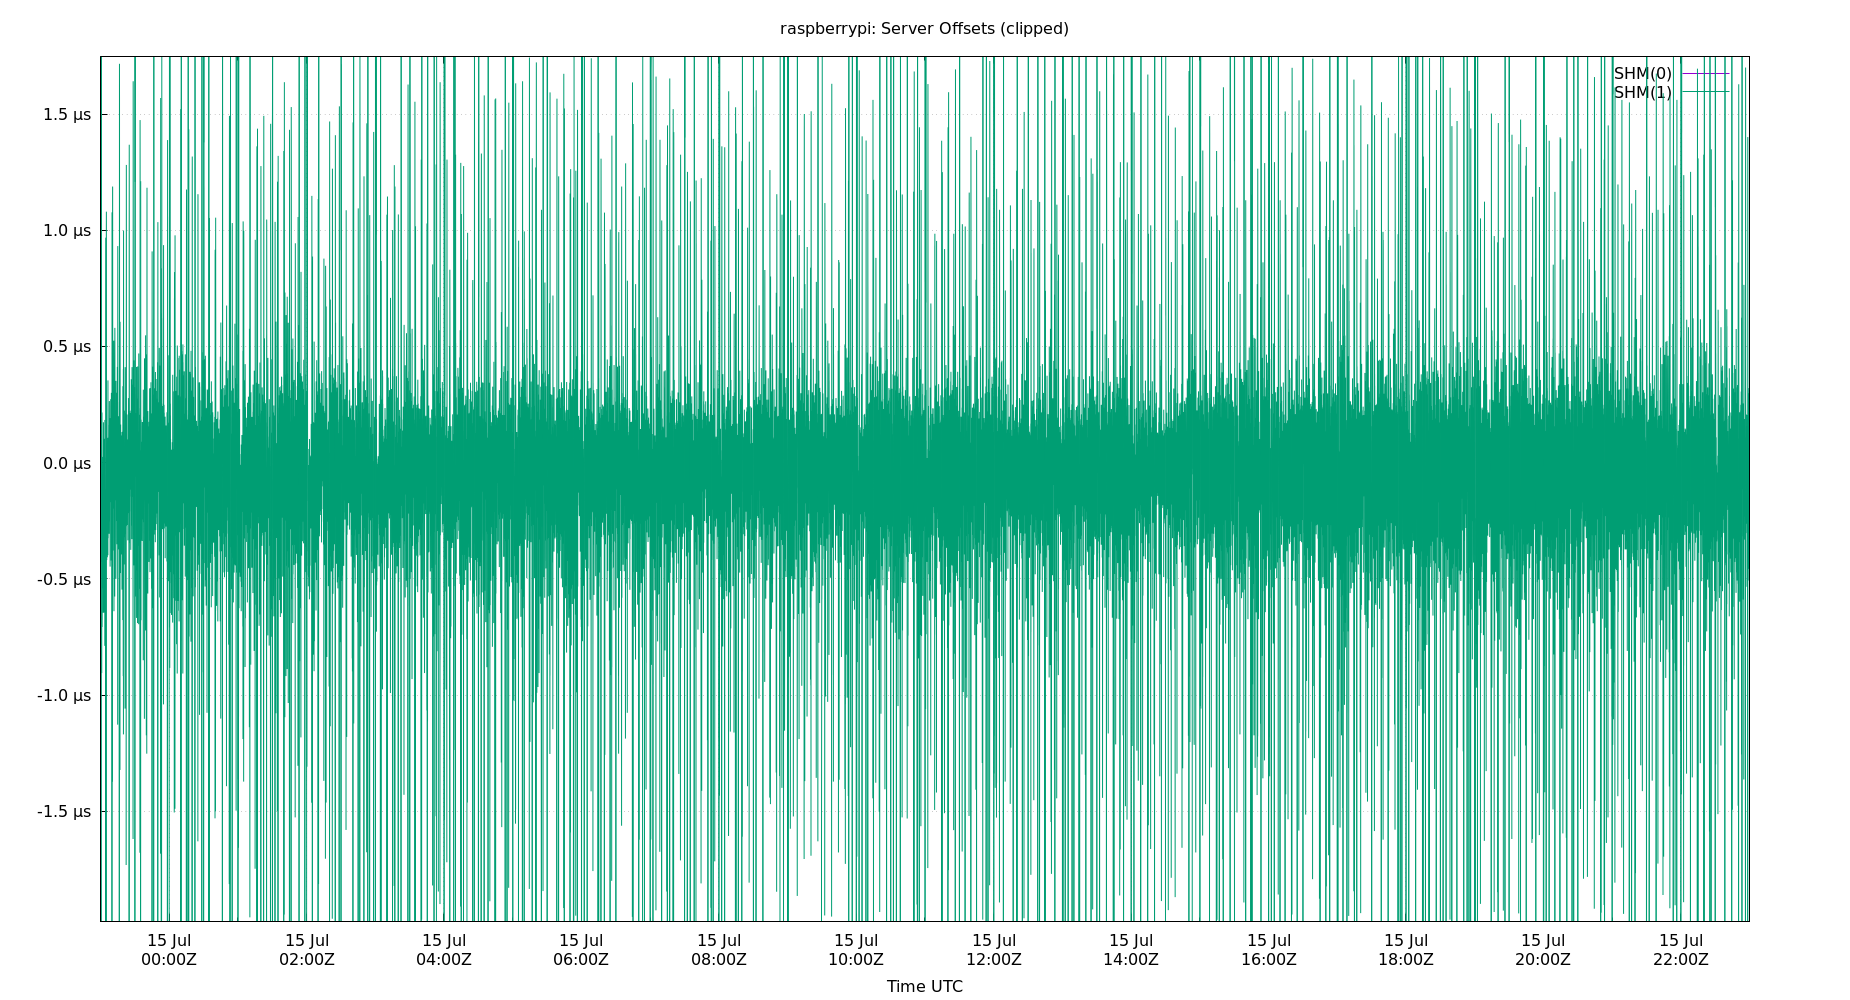 raspberrypi: Server Offsets (clipped)
SHM(0)
SHM(1)
1.5 µs
1.0 µs
0.5 µs
0.0 µs
-0.5 µs
-1.0 µs
-1.5 µs
15 Jul 15 Jul 15 Jul 15 Jul 15 Jul 15 Jul 15 Jul 15 Jul 15 Jul 15 Jul 15 Jul 15 Jul
00:00Z 02:00Z 04:00Z 06:00Z 08:00Z 10:00Z 12:00Z 14:00Z 16:00Z 18:00Z 20:00Z 22:00Z
Time UTC